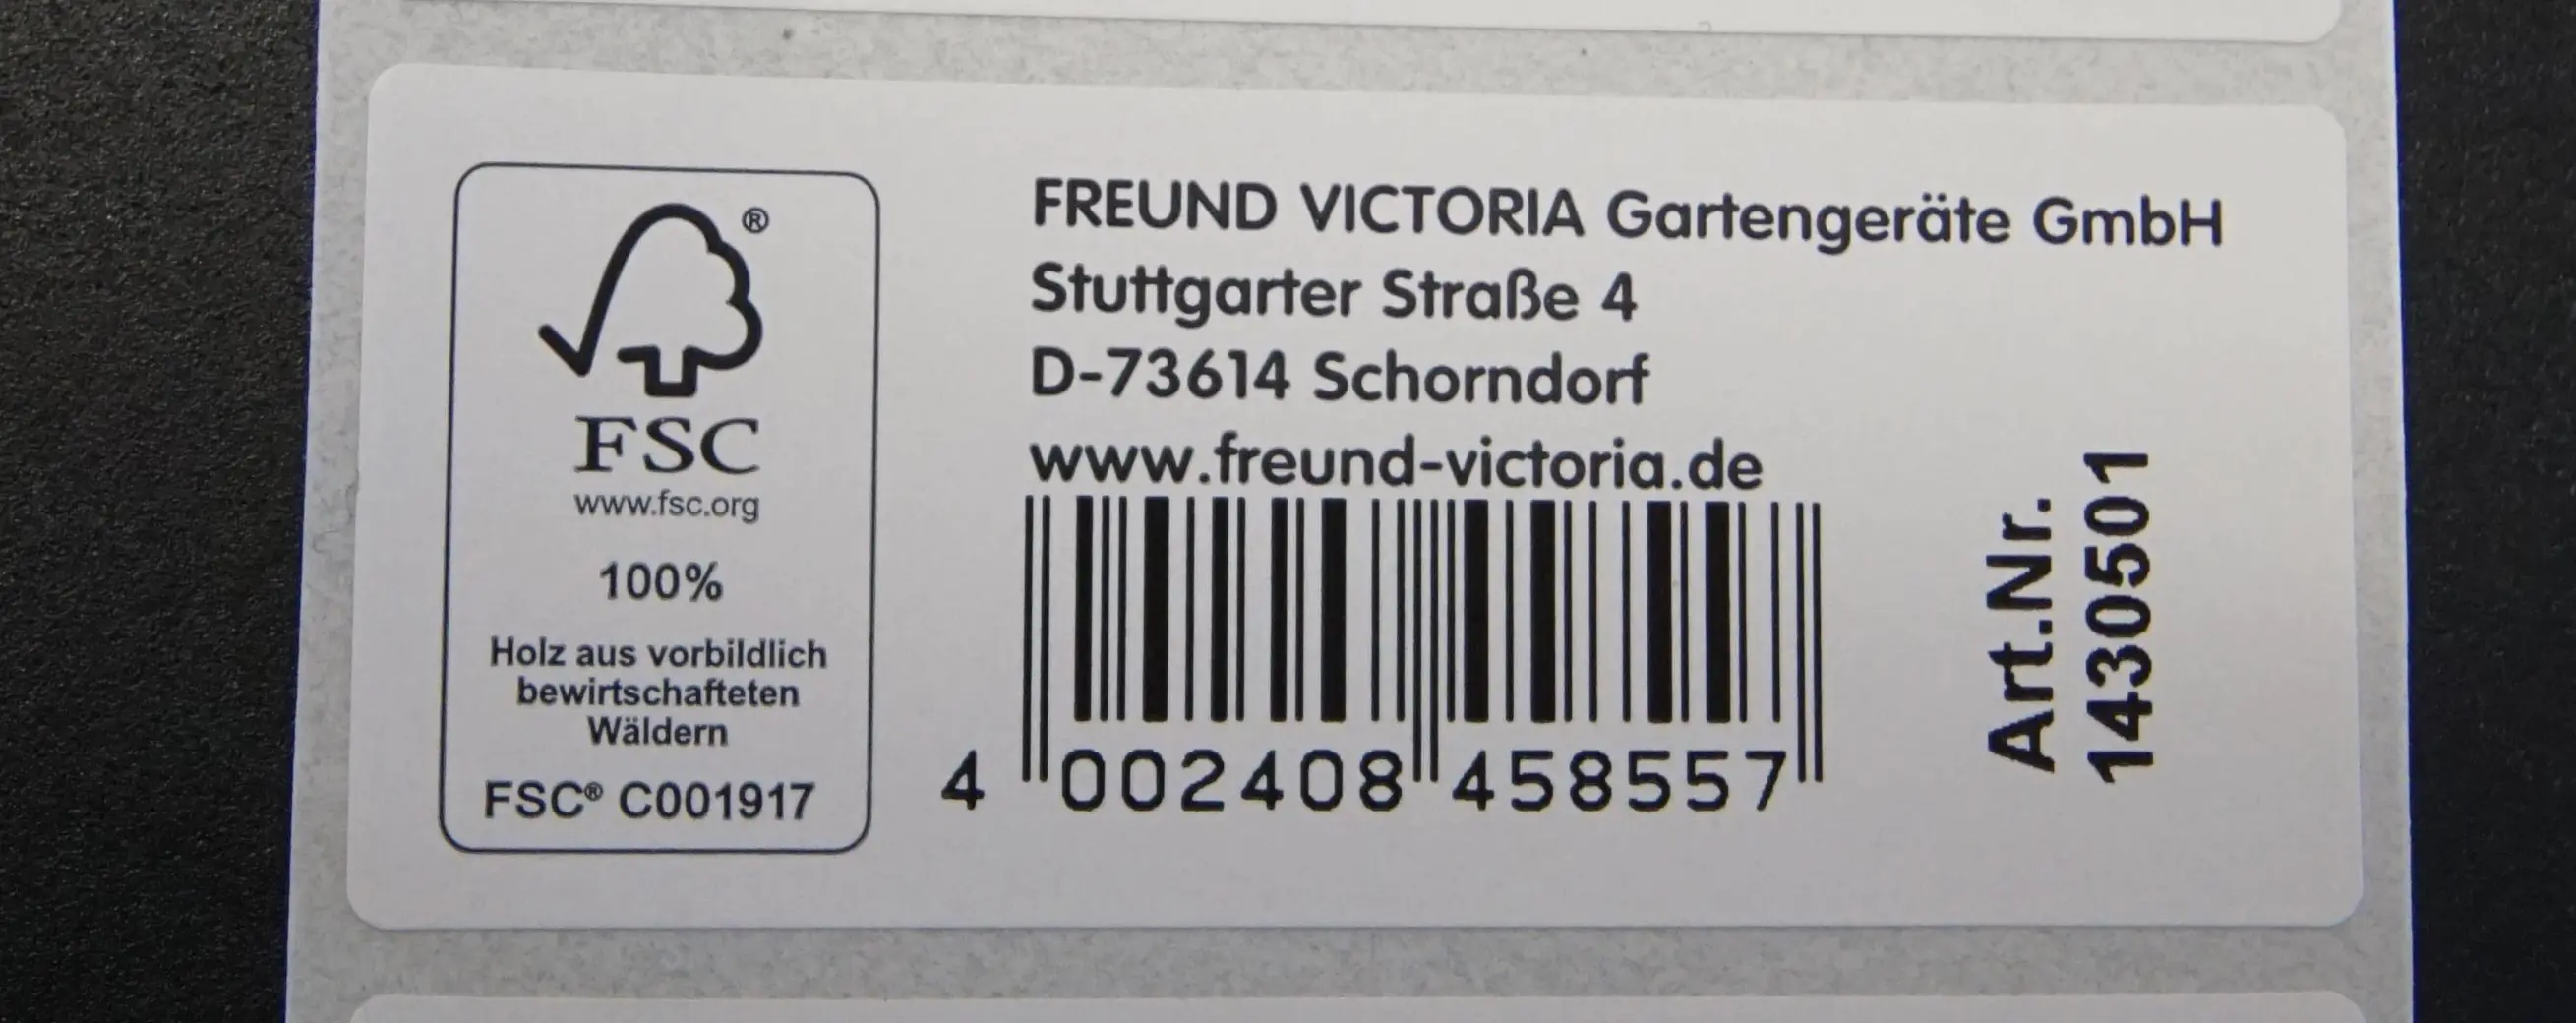 ®
FSC
www.fsc.org
100%
Holz aus vorbildlich
bewirtschafteten
Wäldern
FSC® C001917
FREUND VICTORIA Gartengeräte GmbH
Stuttgarter Straße 4
D-73614 Schorndorf
www.freund-victoria.de
4 002408 458557
Art.Nr.
1430501